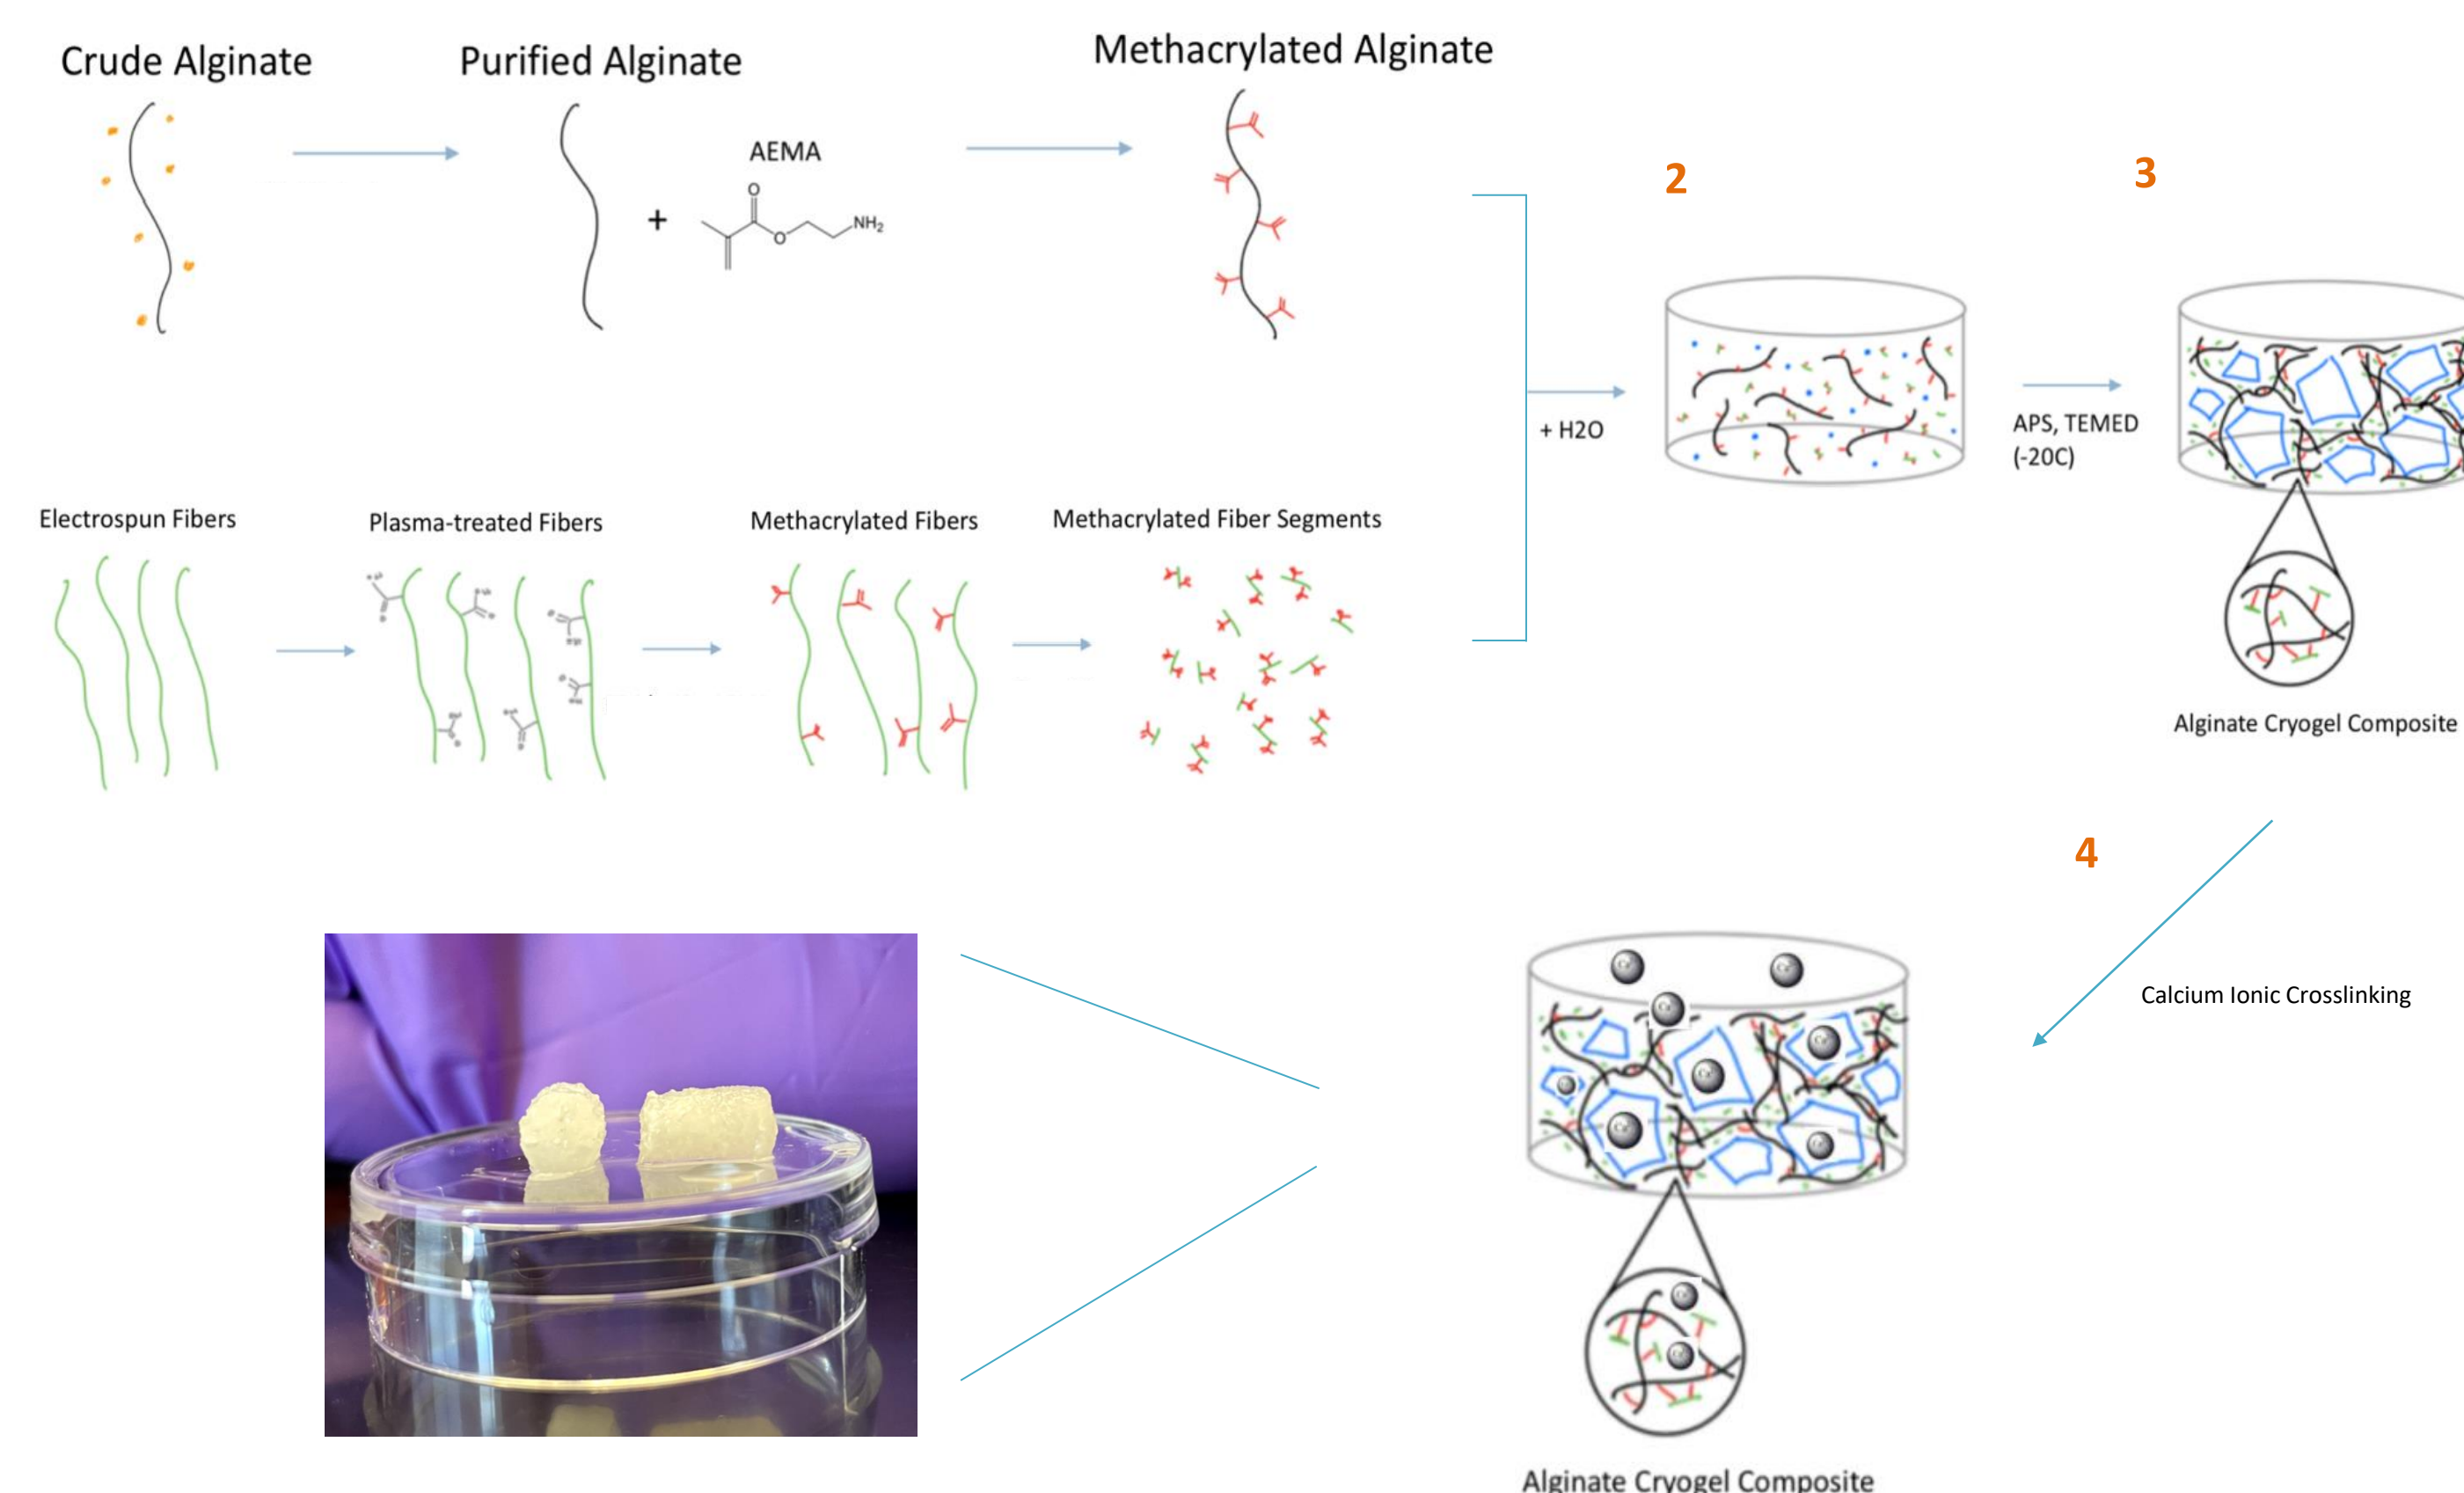 Crude Alginate
Purified Alginate
Methacrylated Alginate
AEMA
O
O
NH2
+
2
3
+ H2O
APS, TEMED
(-20C)
Electrospun Fibers
Plasma-treated Fibers
Methacrylated Fibers
Methacrylated Fiber Segments
Alginate Cryogel Composite
4
Calcium Ionic Crosslinking
Alginate Cryogel Composite